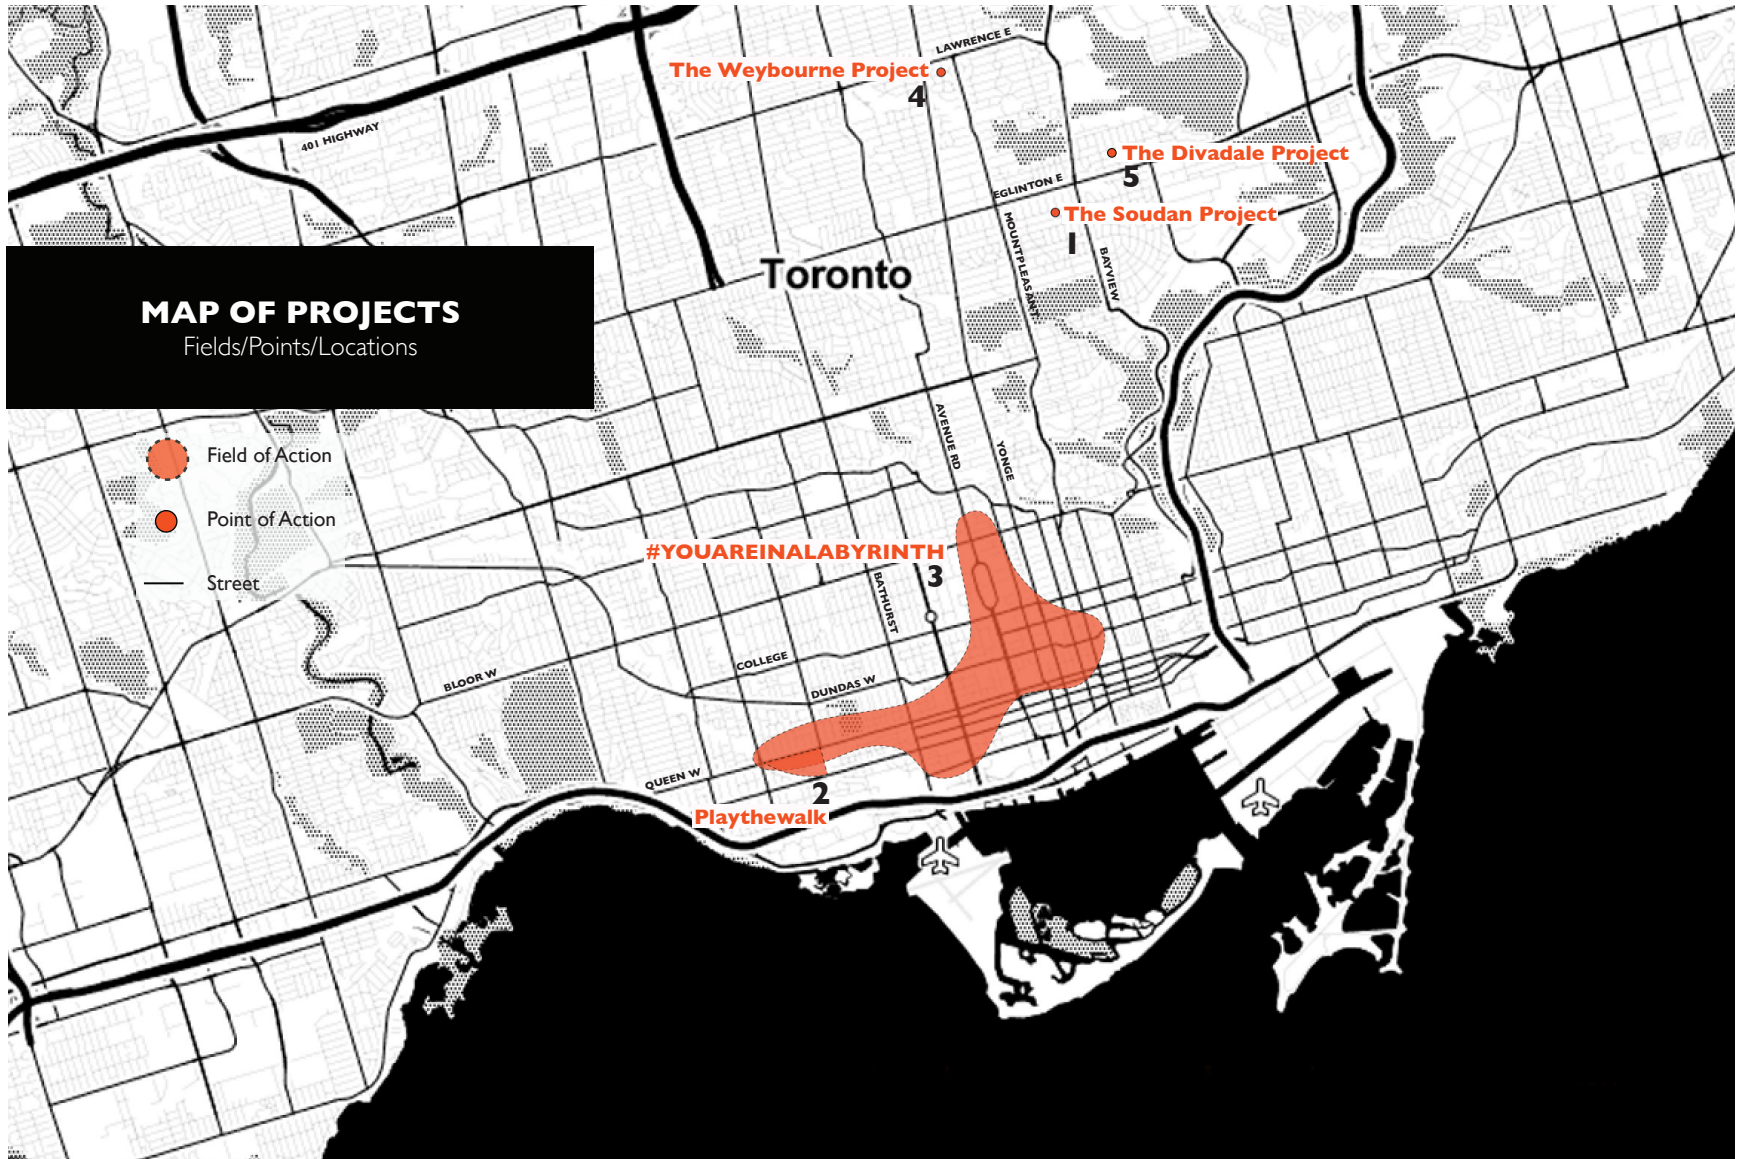 LAWRENCE E
The Weybourne Project
4
401 HIGHWAY
The Divadale Project
5
EGLINTON E
The Soudan Project
1
MOUNTPLEASANT
BAYVIEW
Toronto
MAP OF PROJECTS
Fields/Points/Locations
Field of Action
Point of Action
Street
AVENUE RD
YONGE
#YOUAREINALABYRINTH
3
BATHURST
COLLEGE
BLOOR W
DUNDAS W
QUEEN W
2
Playthewalk